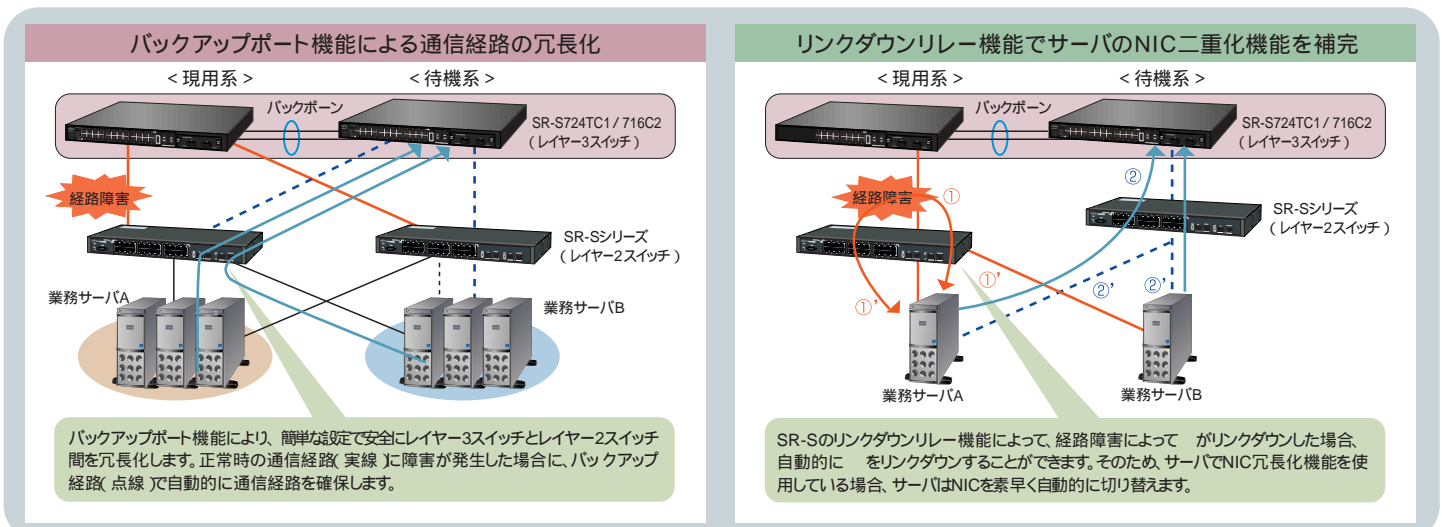 バックアップポート機能による通信経路の冗長化
<現用系>
<待機系>
バックボーン
SR-S724TC1 / 716C2
(レイヤー3スイッチ)
経路障害
SR-Sシリーズ
(レイヤー2スイッチ)
業務サーバA
業務サーバB
バックアップポート機能により、簡単な設定で安全にレイヤー3スイッチとレイヤー2スイッチ
間を冗長化します。正常時の通信経路(実線)に障害が発生した場合に、バックアップ
経路(点線)で自動的に通信経路を確保します。
リンクダウンリレー機能でサーバのNIC二重化機能を補完
<現用系>
<待機系>
バックボーン
SR-S724TC1 / 716C2
(レイヤー3スイッチ)
②
経路障害
①
SR-Sシリーズ
(レイヤー2スイッチ)
①’
①’
②’
②’
業務サーバA
業務サーバB
SR-Sのリンクダウンリレー機能によって、経路障害によって がリンクダウンした場合、
自動的に をリンクダウンすることができます。そのため、サーバでNIC冗長化機能を使
用している場合、サーバはNICを素早く自動的に切り替えます。